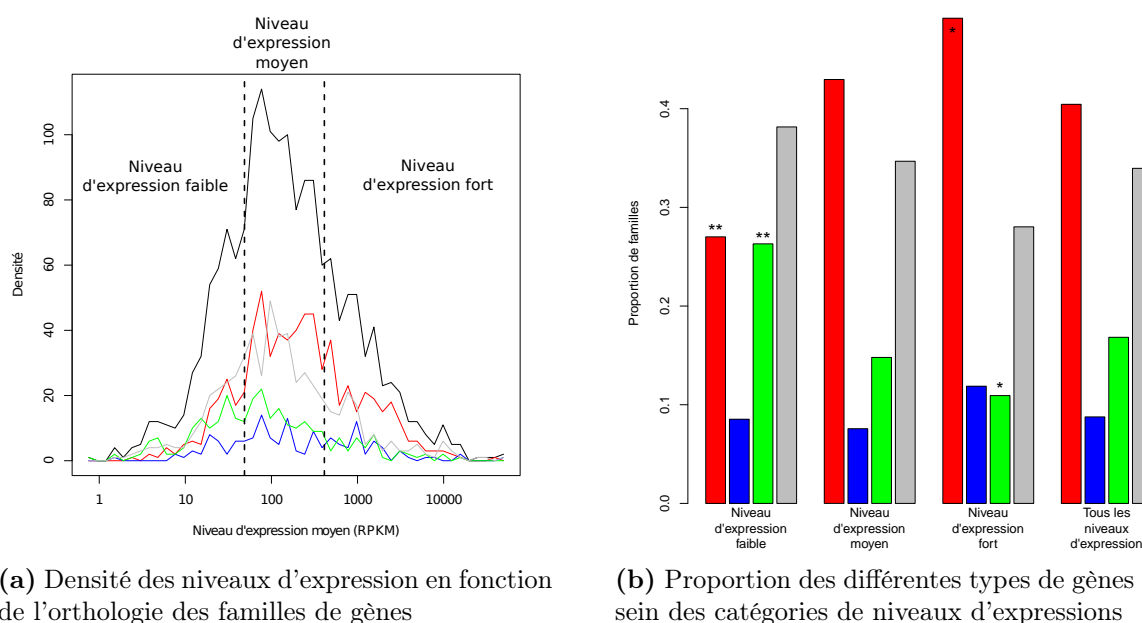 Niveau
d'expression
moyen
Niveau
d'expression faible
Niveau
d'expression fort
Densité
0
20
40
60
80
100
1
10
100
1000
10000
Niveau d'expression moyen (RPKM)
(a) Densité des niveaux d'expression en fonction
de l'orthologie des familles de gènes
Proportion de familles
0.0
0.1
0.2
0.3
0.4
**
**
*
*
Niveau
d'expression
faible
Niveau
d'expression
moyen
Niveau
d'expression
fort
Tous les
niveaux
d'expression
(b) Proportion des différentes types de gènes
sein des catégories de niveaux d'expressions